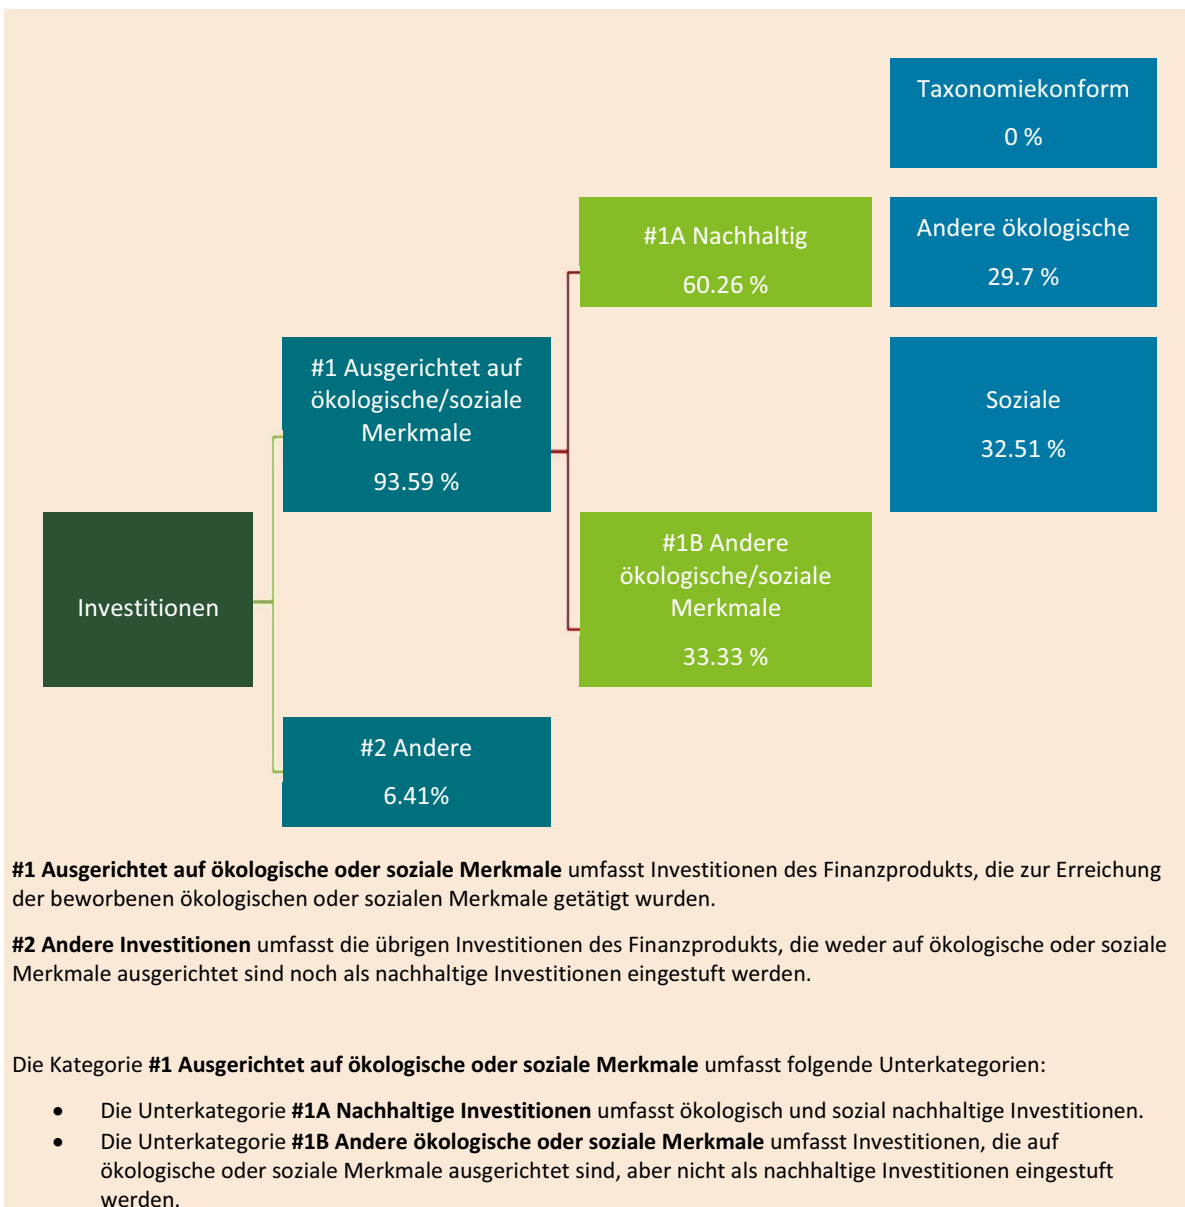 Taxonomiekonform
0 %
#1A Nachhaltig
60.26 %
Andere ökologische
29.7 %
#1 Ausgerichtet auf
ökologische/soziale
Merkmale
93.59 %
Soziale
32.51 %
Investitionen
#1B Andere
ökologische/soziale
Merkmale
33.33 %
#2 Andere
6.41%
#1 Ausgerichtet auf ökologische oder soziale Merkmale umfasst Investitionen des Finanzprodukts, die zur Erreichung
der beworbenen ökologischen oder sozialen Merkmale getätigt wurden.
#2 Andere Investitionen umfasst die übrigen Investitionen des Finanzprodukts, die weder auf ökologische oder soziale
Merkmale ausgerichtet sind noch als nachhaltige Investitionen eingestuft werden.
Die Kategorie #1 Ausgerichtet auf ökologische oder soziale Merkmale umfasst folgende Unterkategorien:
• Die Unterkategorie #1A Nachhaltige Investitionen umfasst ökologisch und sozial nachhaltige Investitionen.
• Die Unterkategorie #1B Andere ökologische oder soziale Merkmale umfasst Investitionen, die auf
ökologische oder soziale Merkmale ausgerichtet sind, aber nicht als nachhaltige Investitionen eingestuft
werden.